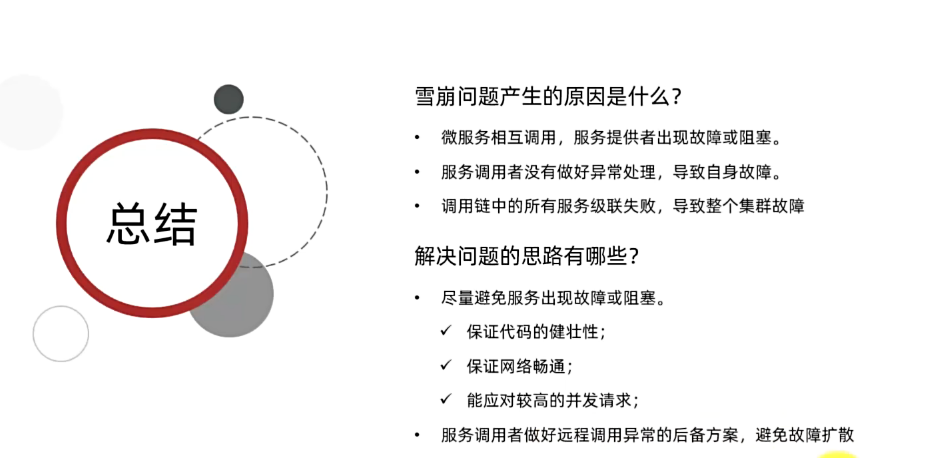 总结
雪崩问题产生的原因是什么？
• 微服务相互调用，服务提供者出现故障或阻塞。
• 服务调用者没有做好异常处理，导致自身故障。
• 调用链中的所有服务级联失败，导致整个集群故障
解决问题的思路有哪些？
• 尽量避免服务出现故障或阻塞。
✓ 保证代码的健壮性；
✓ 保证网络畅通；
✓ 能应对较高的并发请求；
• 服务调用者做好远程调用异常的后备方案，避免故障扩散